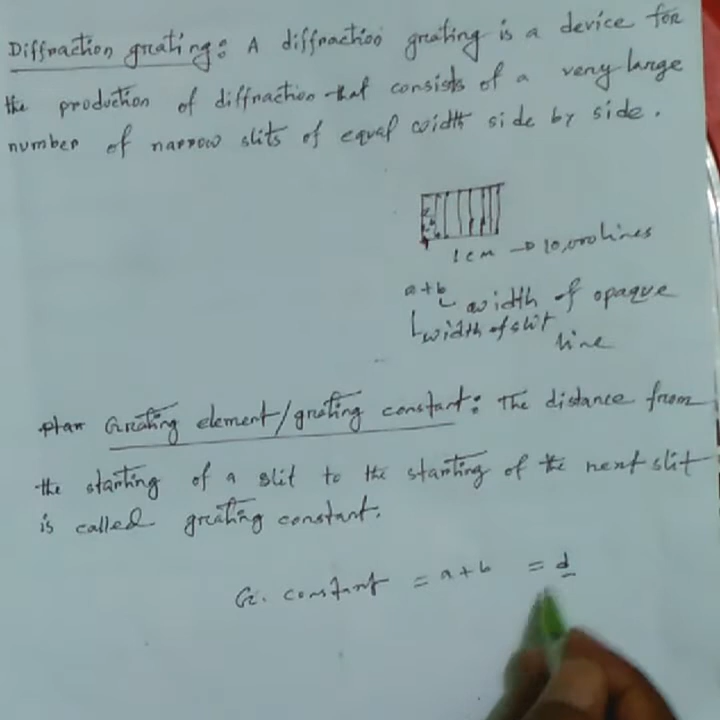 Diffraction grating: A diffraction grating is a device for
the production of diffraction that consists of a very large
number of narrow slits of equal width side by side.
1 cm → 10,000 lines
a+b
width of opaque
width of slit
line
Grating element/grating constant: The distance from
the starting of a slit to the starting of the next slit
is called grating constant.
G. constant = a+b = d